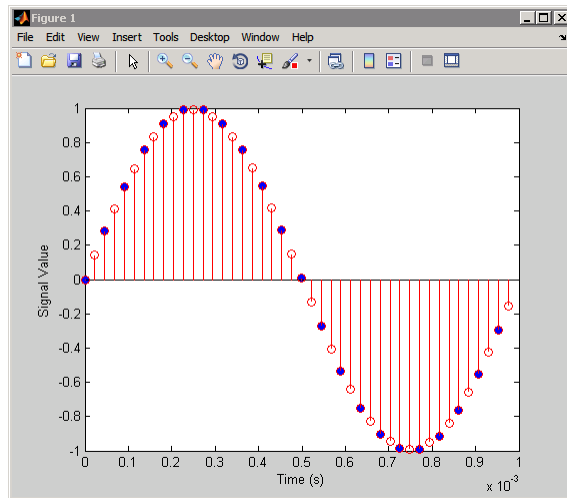 Figure 1
File Edit View Insert Tools Desktop Window Help
1
0.8
0.6
0.4
0.2
0
-0.2
-0.4
-0.6
-0.8
-1
Signal Value
0 0.1 0.2 0.3 0.4 0.5 0.6 0.7 0.8 0.9 1
Time (s)
x 10⁻³